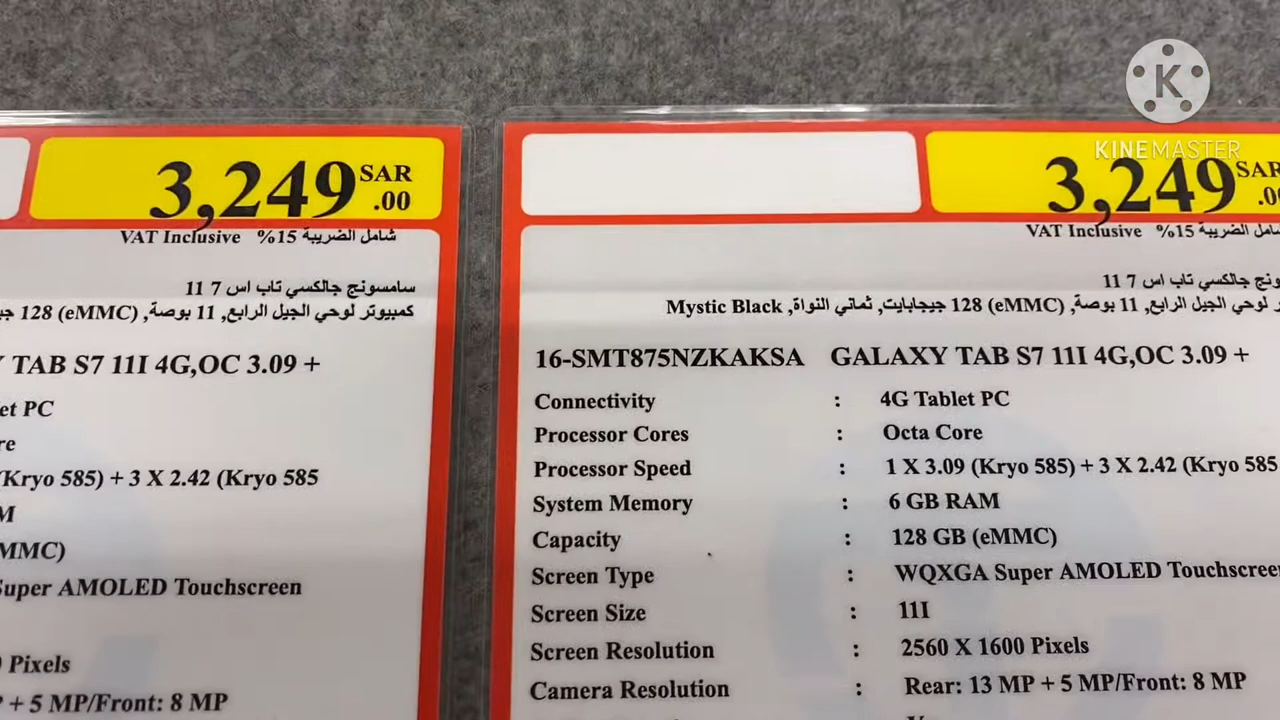 K
KINEMASTER
3,249 SAR .00
VAT Inclusive %15 شامل الضريبة
سامسونج جالكسي تاب اس 7 11
كمبيوتر لوحي الجيل الرابع, 11 بوصة, (eMMC) 128
TAB S7 11I 4G,OC 3.09 +
PC
(Kryo 585) + 3 X 2.42 (Kryo 585
Super AMOLED Touchscreen
Pixels
+ 5 MP/Front: 8 MP
3,249 SAR
VAT Inclusive %15 الضريبة
جالكسي تاب اس 7 11
لوحي الجيل الرابع, 11 بوصة, (eMMC) 128 جيجابايت, ثماني النواة, Mystic Black
16-SMT875NZKAKSA GALAXY TAB S7 11I 4G,OC 3.09 +
Connectivity : 4G Tablet PC
Processor Cores : Octa Core
Processor Speed : 1 X 3.09 (Kryo 585) + 3 X 2.42 (Kryo 585
System Memory : 6 GB RAM
Capacity : 128 GB (eMMC)
Screen Type : WQXGA Super AMOLED Touchscreen
Screen Size : 11I
Screen Resolution : 2560 X 1600 Pixels
Camera Resolution : Rear: 13 MP + 5 MP/Front: 8 MP